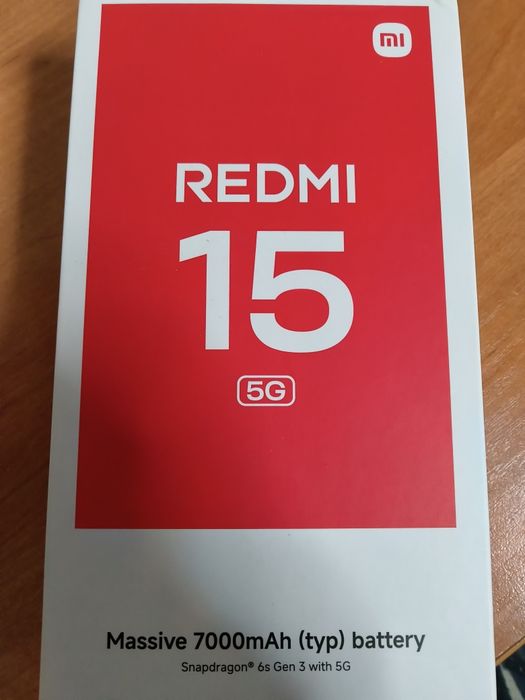 mi
REDMI
15
5G
Massive 7000mAh (typ) battery
Snapdragon® 6s Gen 3 with 5G